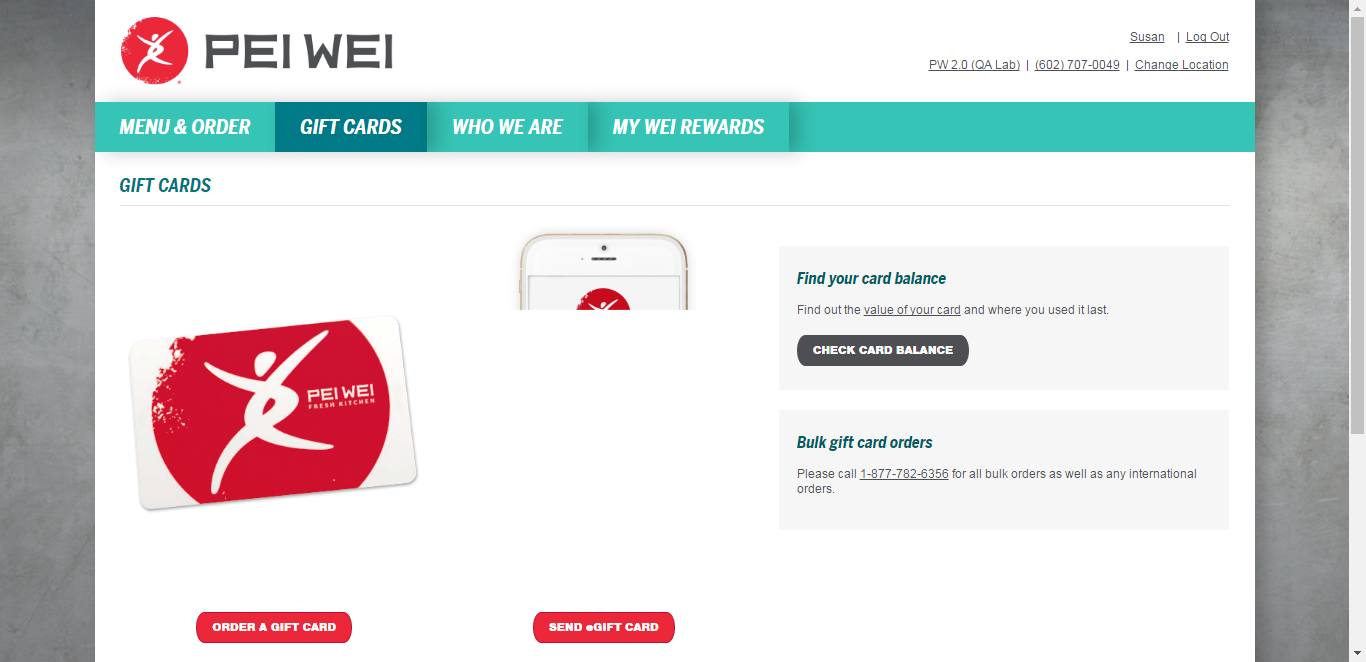 PEI WEI
Susan | Log Out
PW 2.0 (QA Lab) | (602) 707-0049 | Change Location
MENU & ORDER GIFT CARDS WHO WE ARE MY WEI REWARDS
GIFT CARDS
PEI WEI
FRESH KITCHEN
ORDER A GIFT CARD
SEND eGIFT CARD
Find your card balance
Find out the value of your card and where you used it last.
CHECK CARD BALANCE
Bulk gift card orders
Please call 1-877-782-6356 for all bulk orders as well as any international
orders.